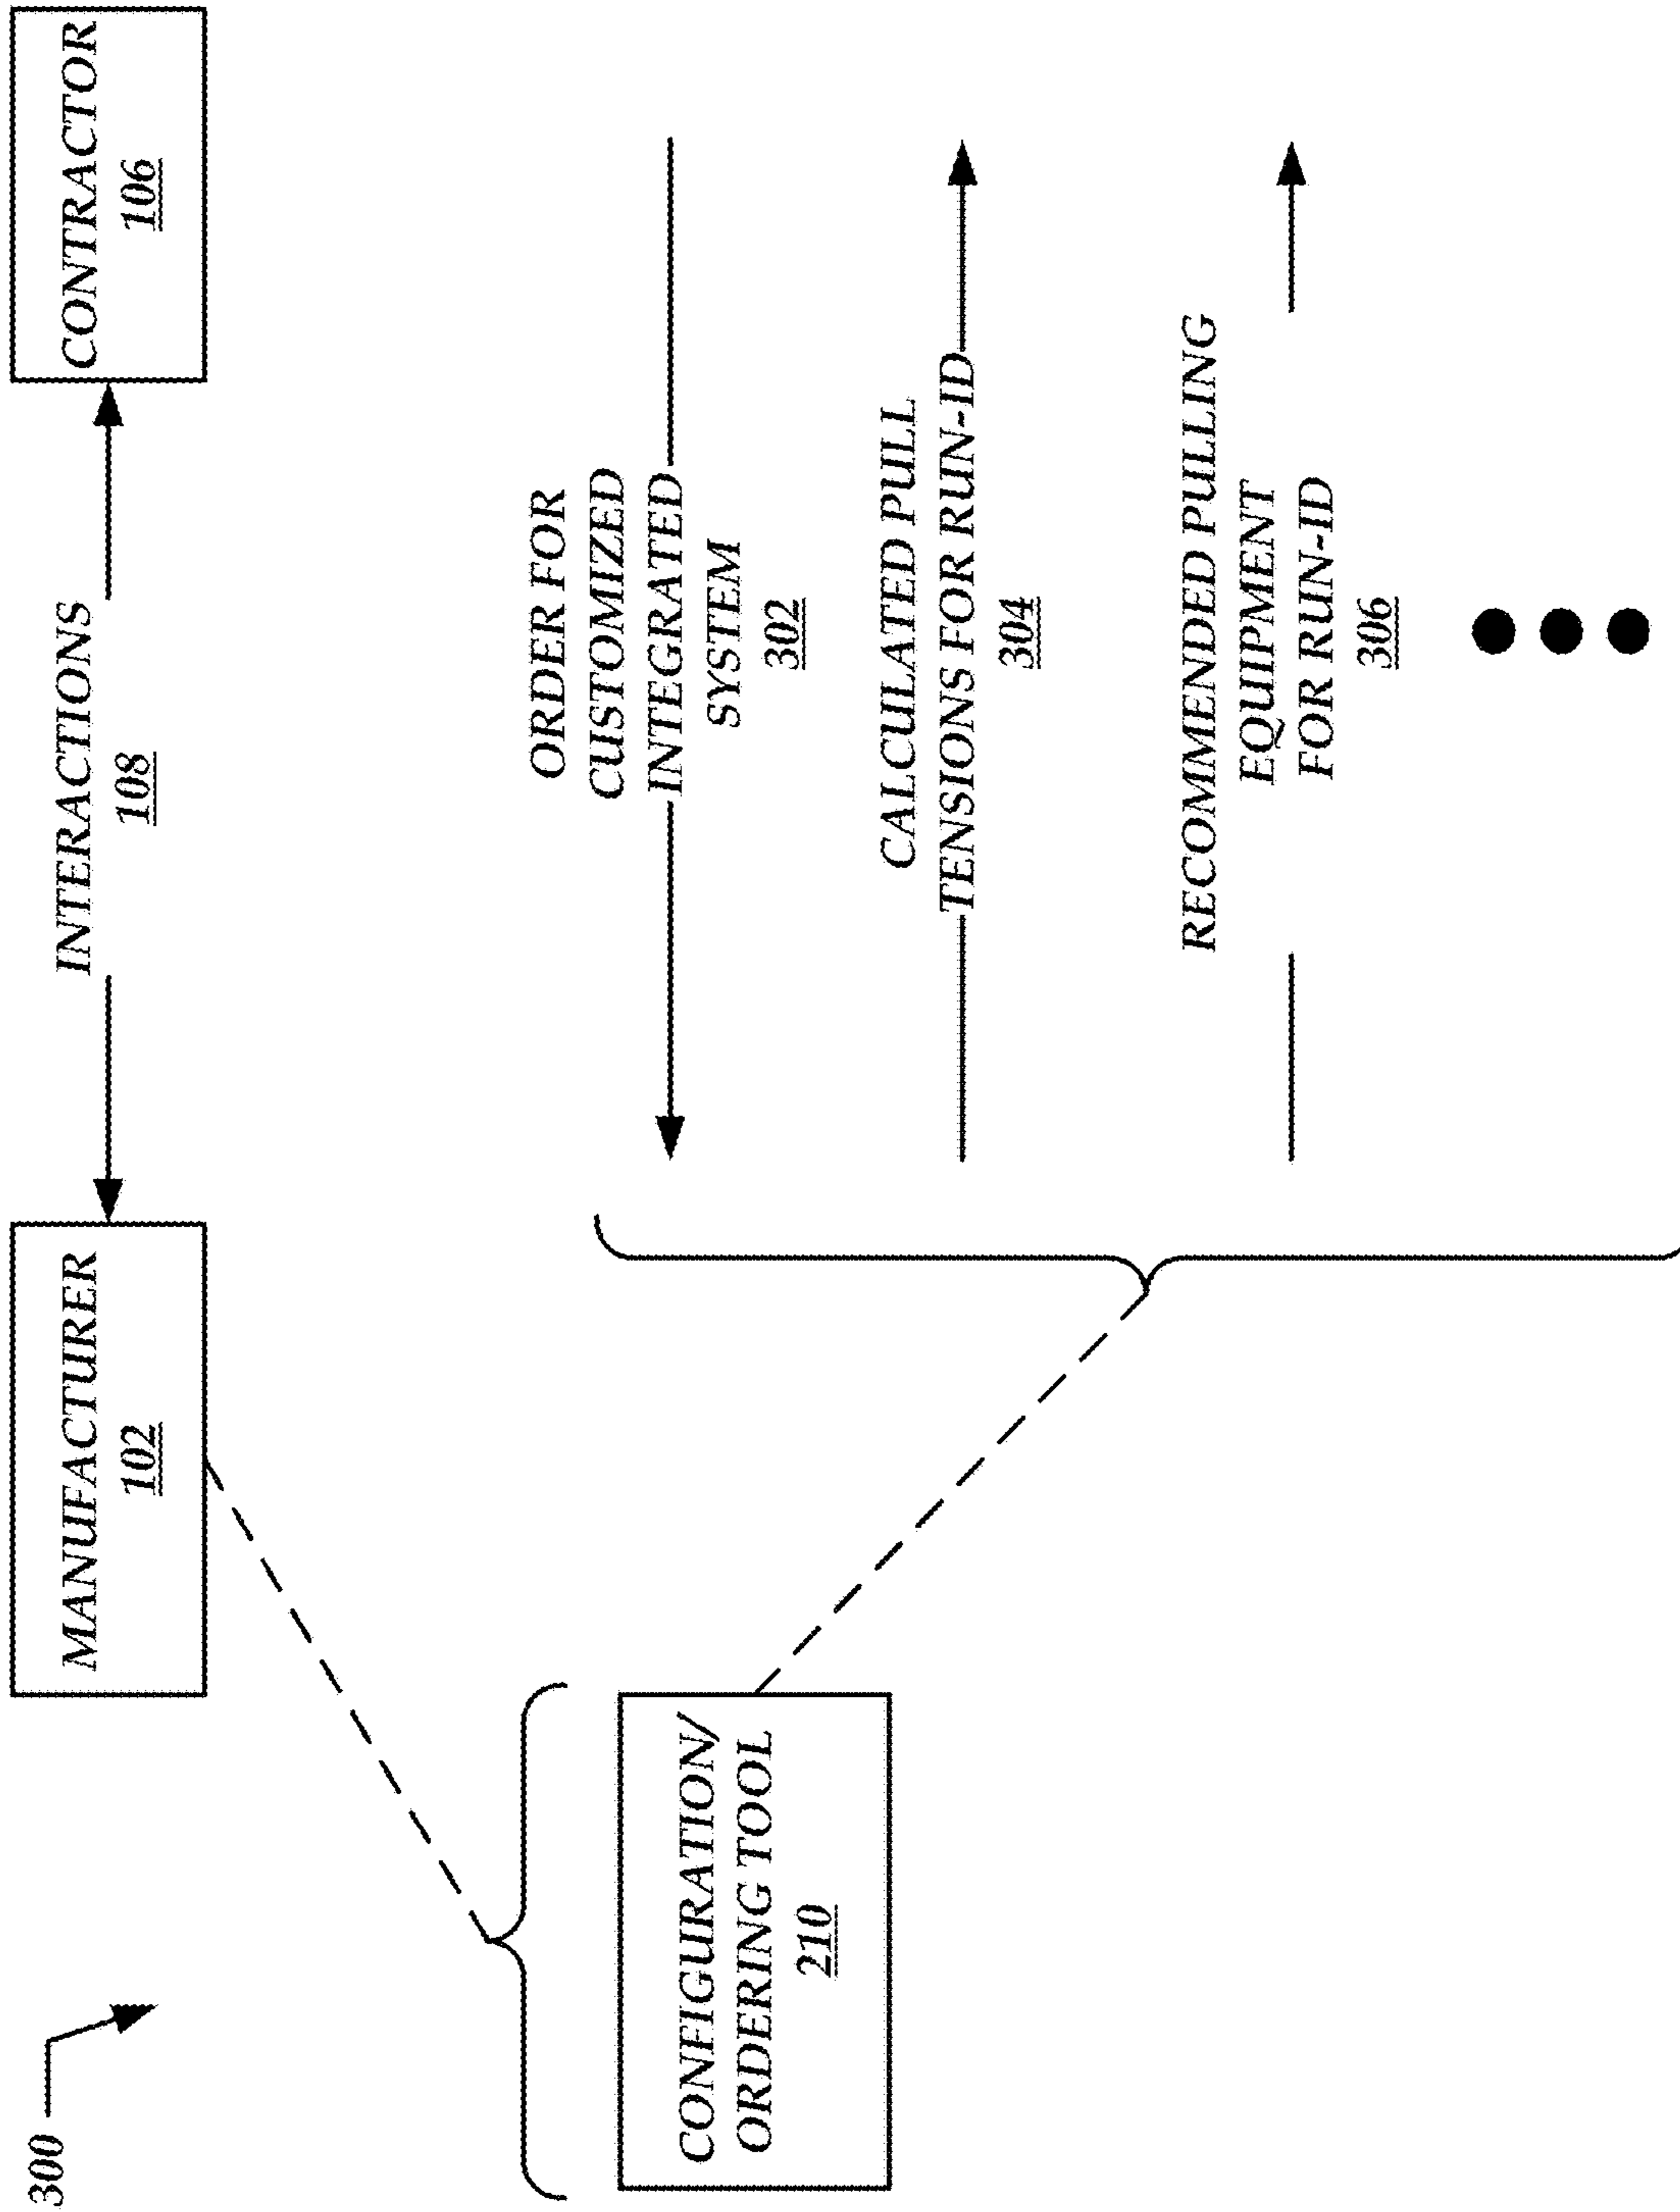 300
MANUFACTURER
102
INTERACTIONS
108
CONTRACTOR
106
CONFIGURATION/
ORDERING TOOL
210
ORDER FOR
CUSTOMIZED
INTEGRATED
SYSTEM
302
CALCULATED PULL
TENSIONS FOR RUN-ID
304
RECOMMENDED PULLING
EQUIPMENT
FOR RUN-ID
306